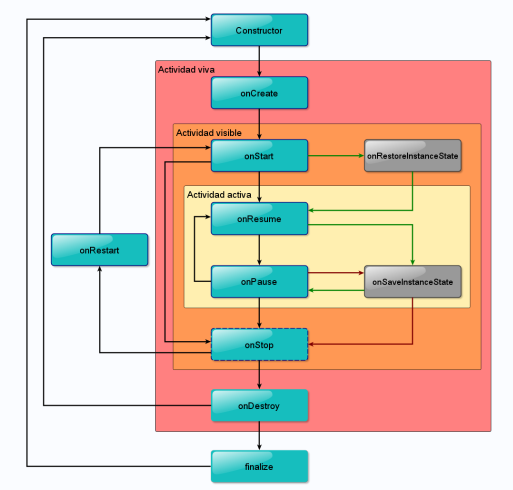 Constructor
Actividad viva
onCreate
Actividad visible
onStart
onRestoreInstanceState
Actividad activa
onResume
onRestart
onPause
onSaveInstanceState
onStop
onDestroy
finalize